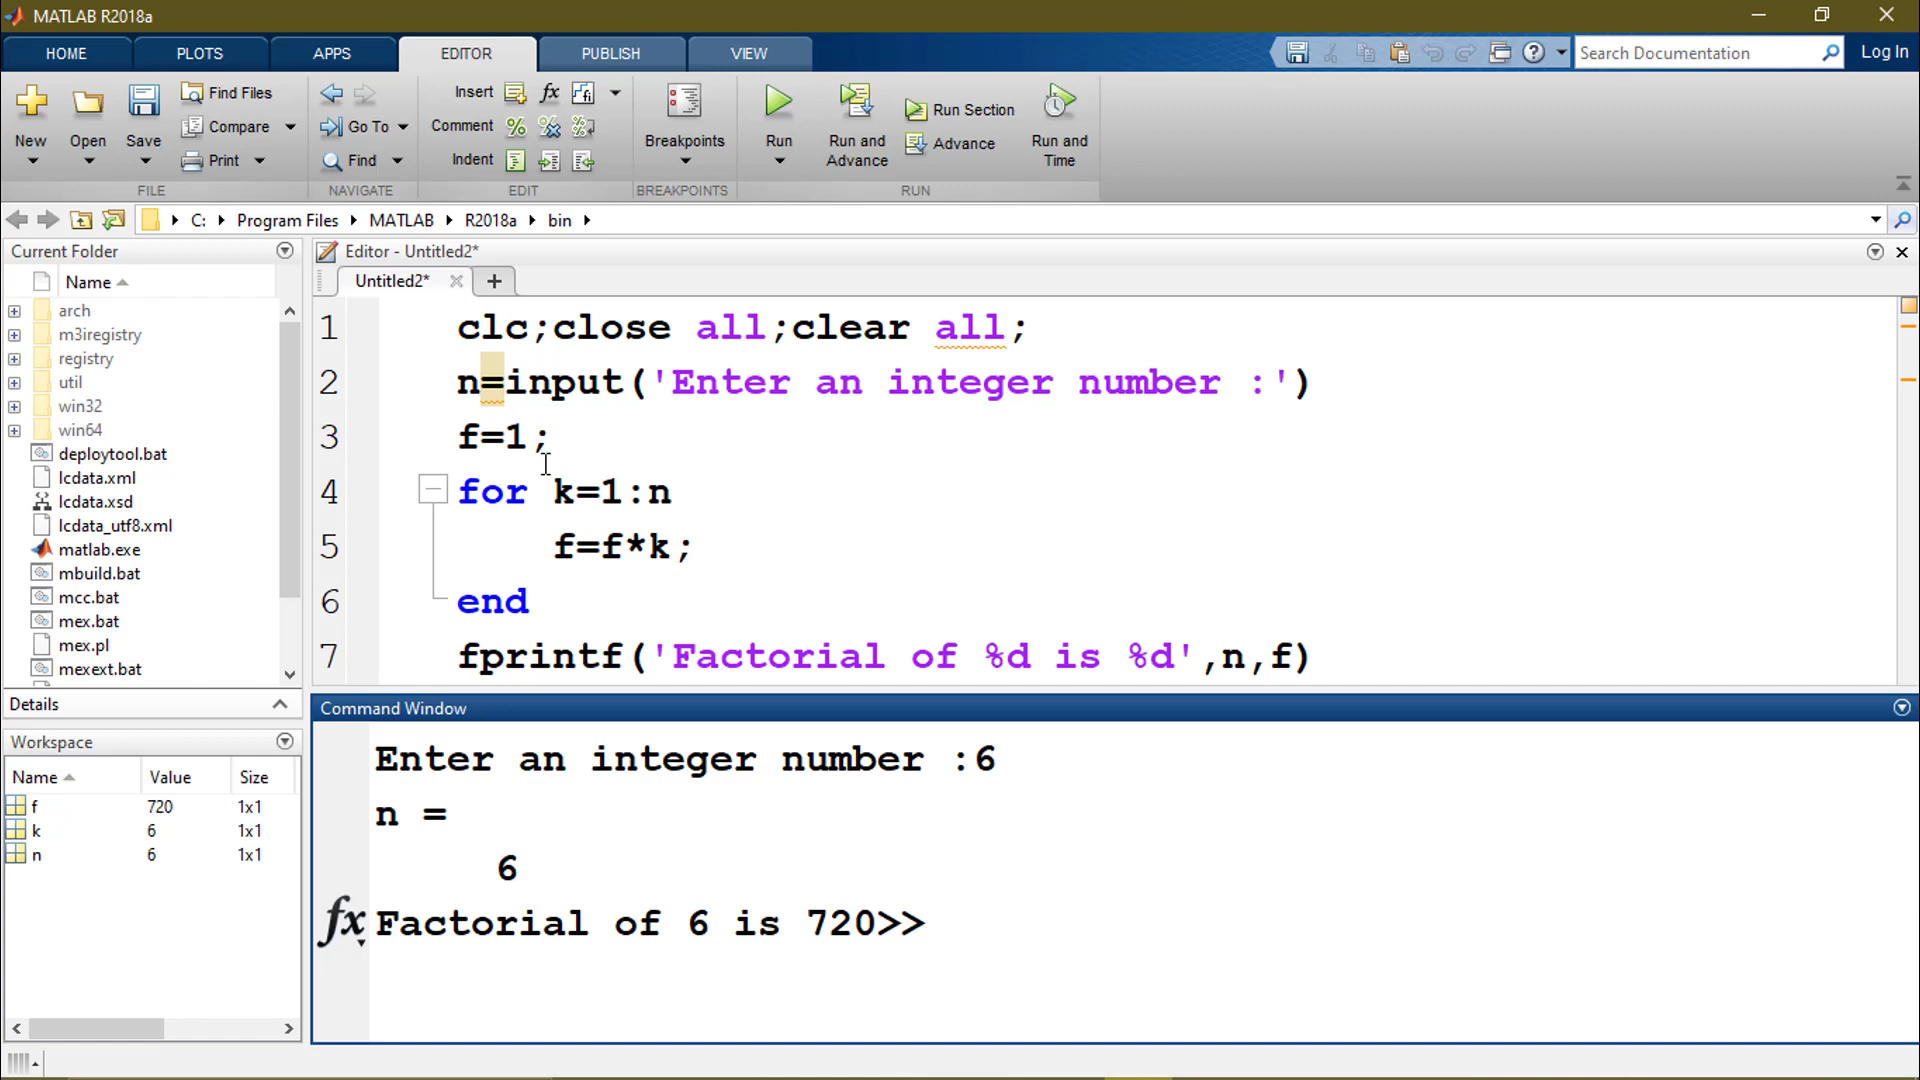 MATLAB R2018a
HOME PLOTS APPS EDITOR PUBLISH VIEW
Search Documentation
Log In
New
Open
Save
Find Files
Compare
Print
FILE
Go To
Find
NAVIGATE
Insert fx
Comment
Indent
EDIT
Breakpoints
BREAKPOINTS
Run
Run and
Advance
Run Section
Advance
Run and
Time
RUN
C: Program Files MATLAB R2018a bin
Current Folder
Name
arch
m3iregistry
registry
util
win32
win64
deploytool.bat
lcdata.xml
lcdata.xsd
lcdata_utf8.xml
matlab.exe
mbuild.bat
mcc.bat
mex.bat
mex.pl
mexext.bat
Details
Workspace
Name Value Size
f 720 1x1
k 6 1x1
n 6 1x1
Editor - Untitled2*
Untitled2*
1 clc;close all;clear all;
2 n=input('Enter an integer number :')
3 f=1;
4 for k=1:n
5 f=f*k;
6 end
7 fprintf('Factorial of %d is %d',n,f)
Command Window
Enter an integer number :6
n =
6
fx Factorial of 6 is 720>>